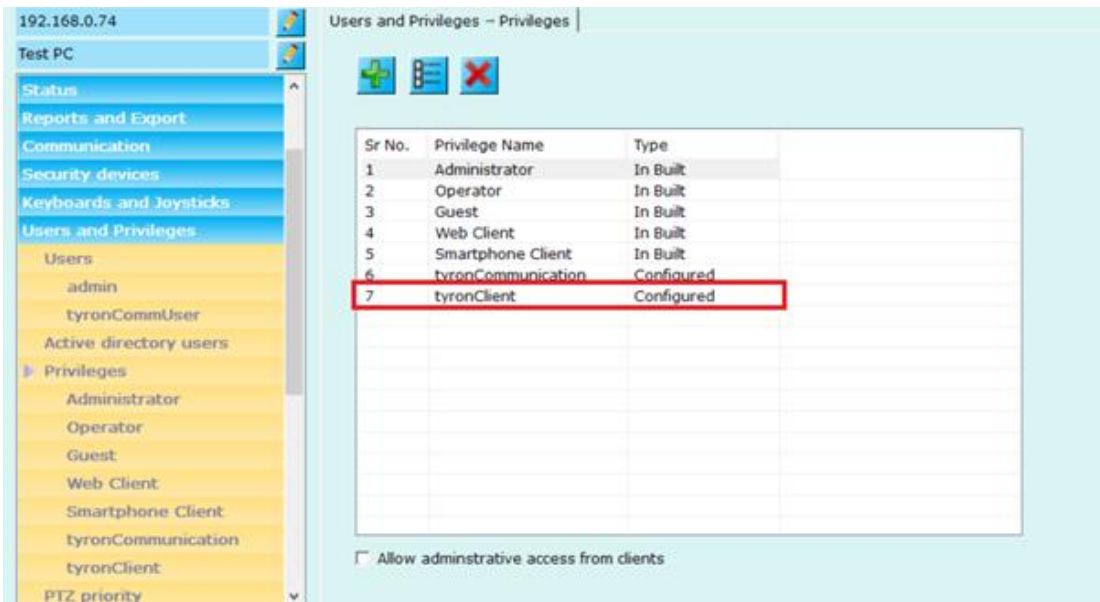 192.168.0.74
Test PC
Status
Reports and Export
Communication
Security devices
Keyboards and Joysticks
Users and Privileges
Users
admin
tyronCommUser
Active directory users
Privileges
Administrator
Operator
Guest
Web Client
Smartphone Client
tyronCommunication
tyronClient
PTZ priority
Users and Privileges – Privileges
Sr No. Privilege Name Type
1 Administrator In Built
2 Operator In Built
3 Guest In Built
4 Web Client In Built
5 Smartphone Client In Built
6 tyronCommunication Configured
7 tyronClient Configured
Allow adminstrative access from clients